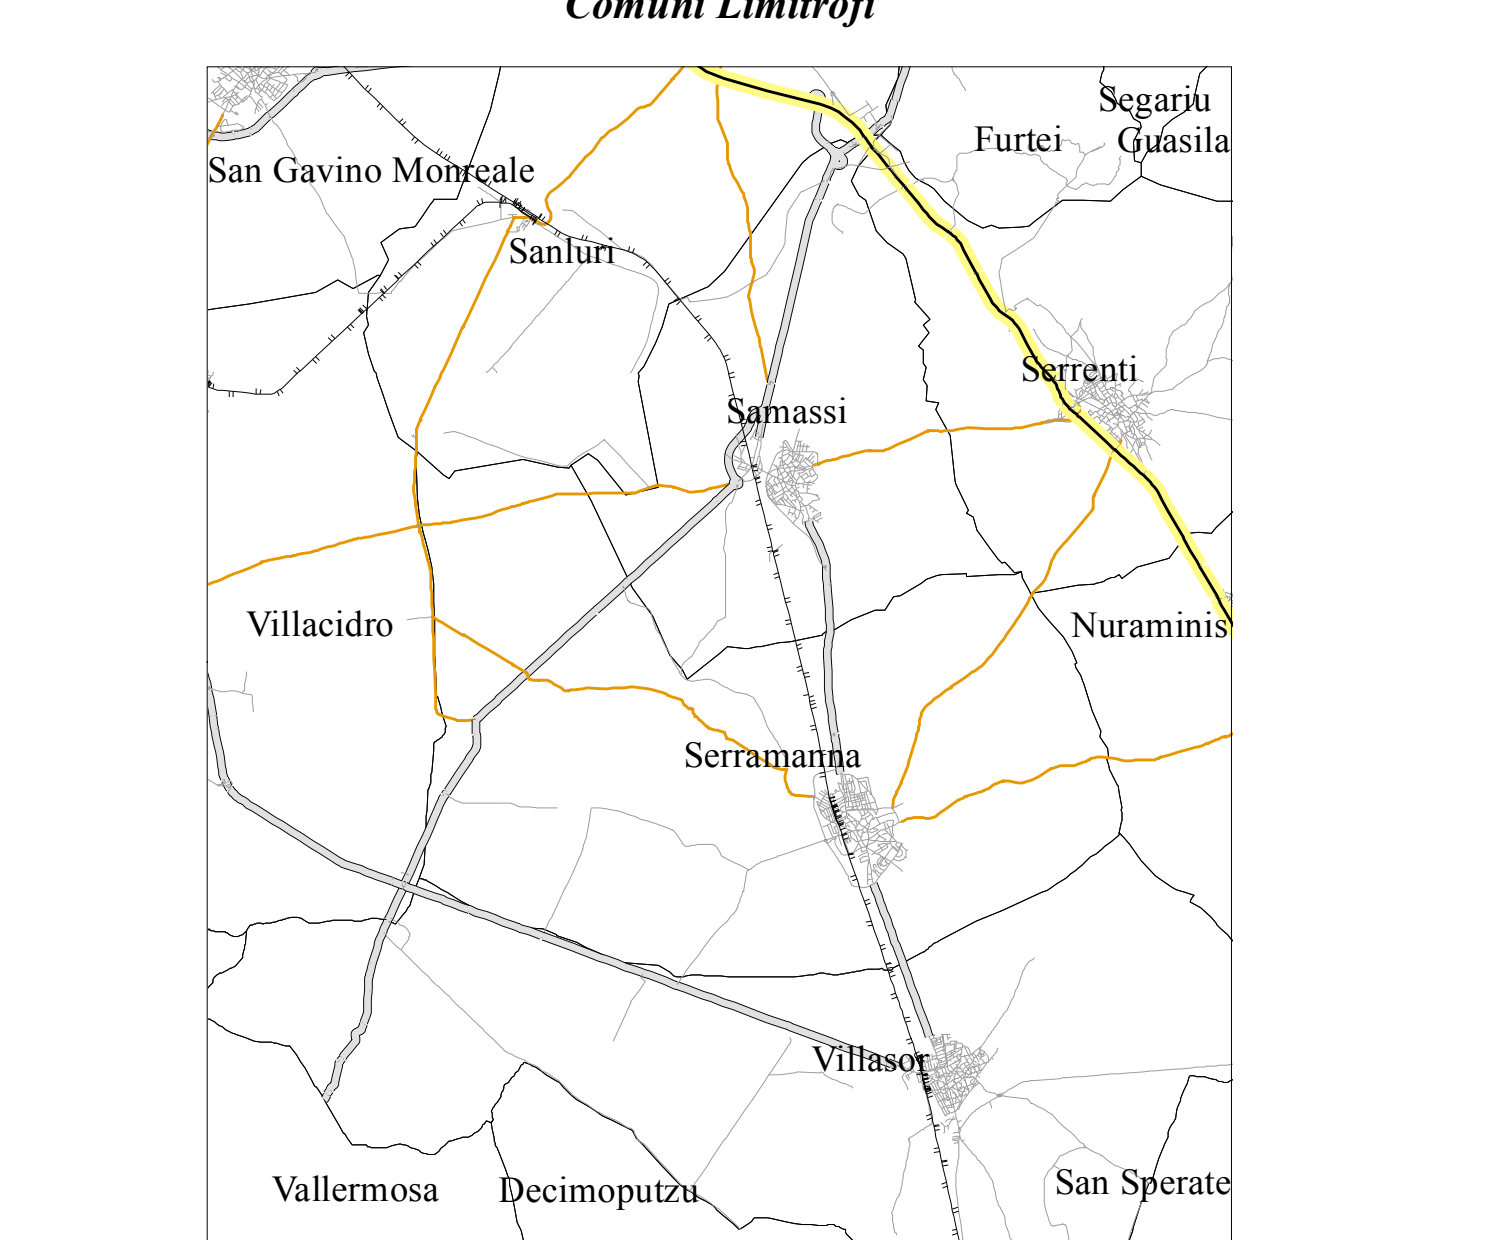 Comuni Limitrofi
Segariu
Furtei
Guasila
San Gavino Monreale
Sanluri
Serrenti
Samassi
Villacidro
Nuraminis
Serramanna
Villasor
Vallermosa
Decimoputzu
San Sperate